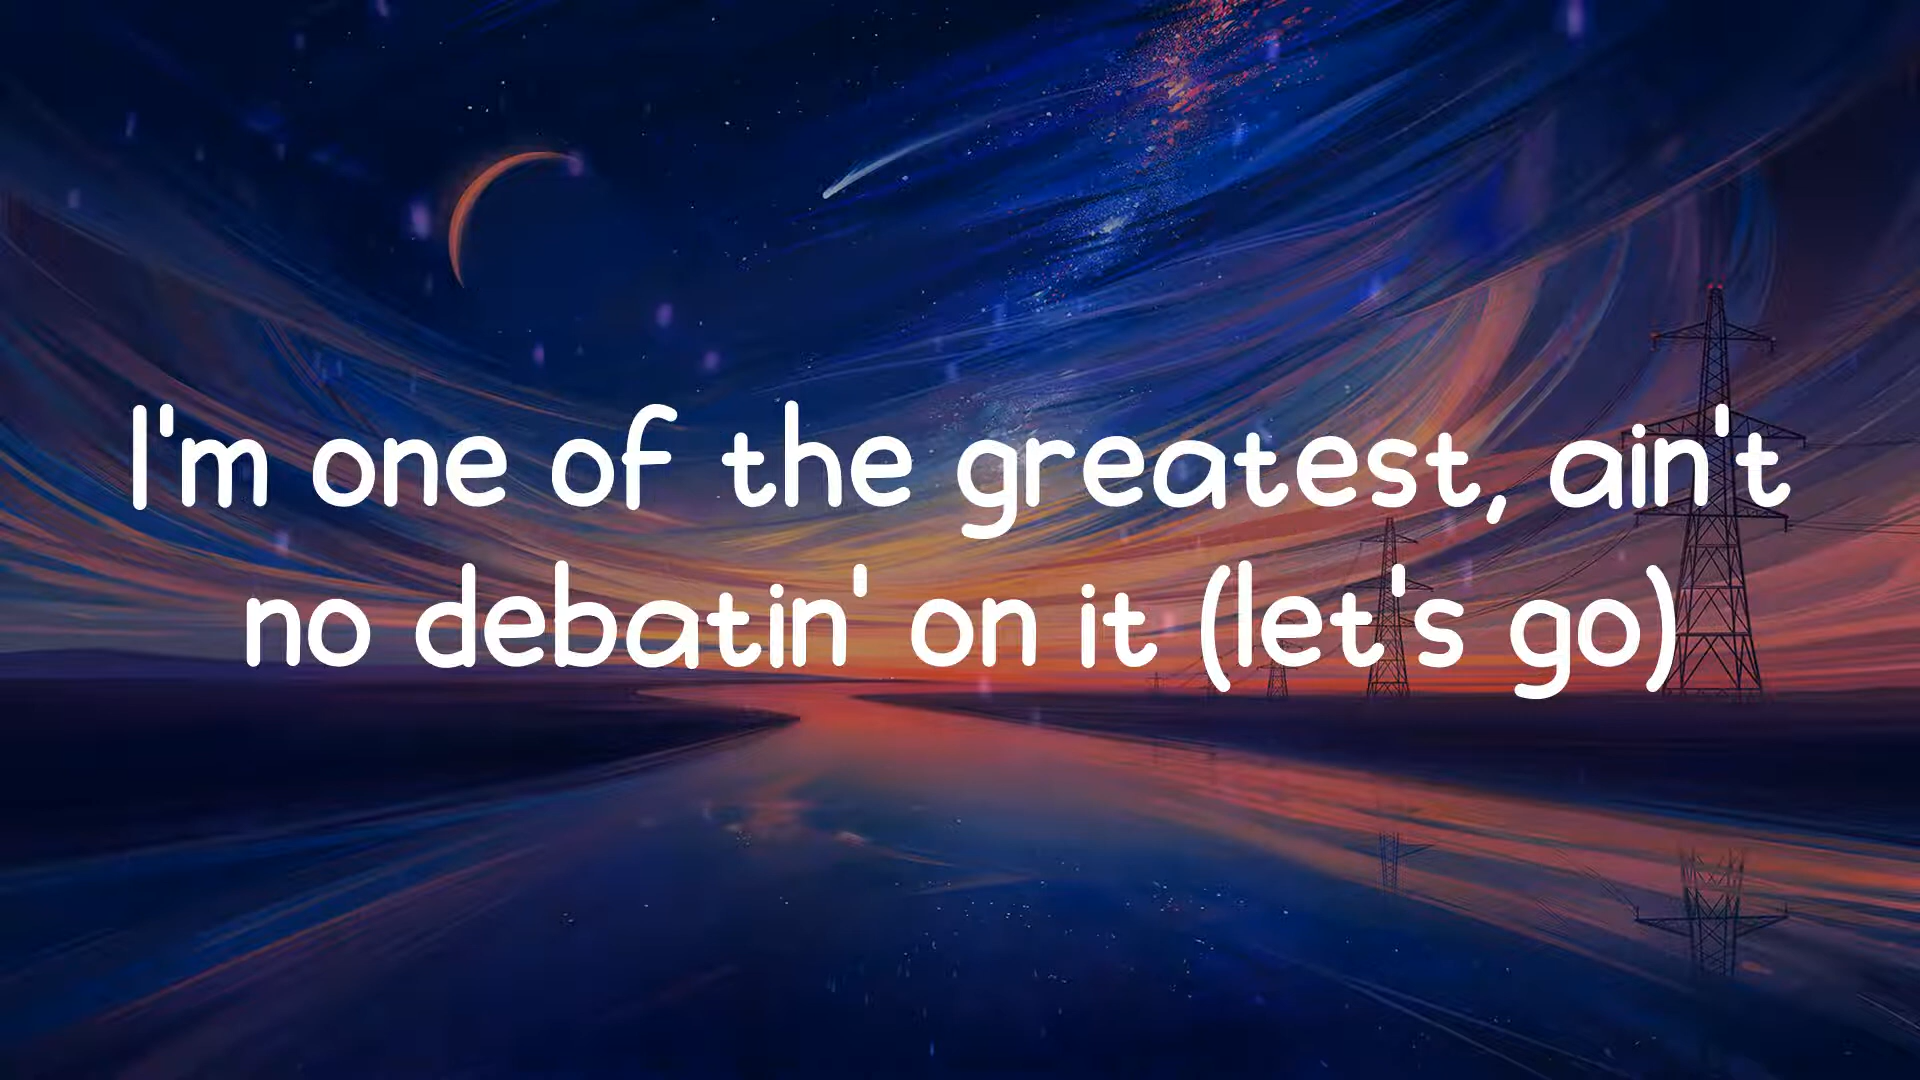 I'm one of the greatest, ain't
no debatin' on it (let's go)